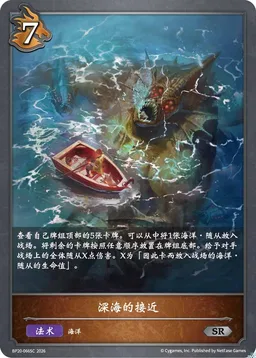 7
查看自己牌组顶部的5张卡牌，可以从中将1张海洋・随从放入
战场。将剩余的卡牌按照任意顺序放置在牌组底部。给予对手
战场上的全体随从X点伤害。X为「因此卡而放入战场的海洋・
随从的生命值」。
深海的接近
法术 海洋
SR
BP20-066SC 2026
© Cygames, Inc. Published by NetEase Games